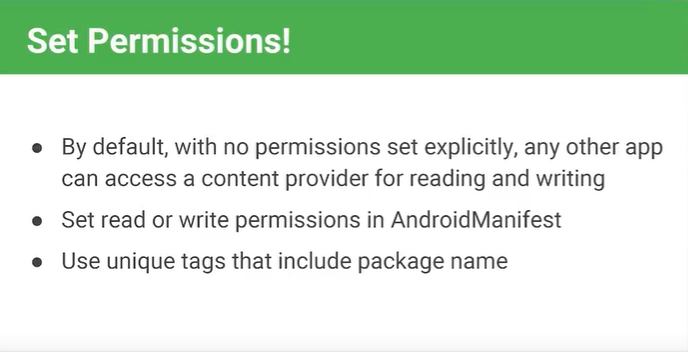 Set Permissions!
● By default, with no permissions set explicitly, any other app
can access a content provider for reading and writing
● Set read or write permissions in AndroidManifest
● Use unique tags that include package name